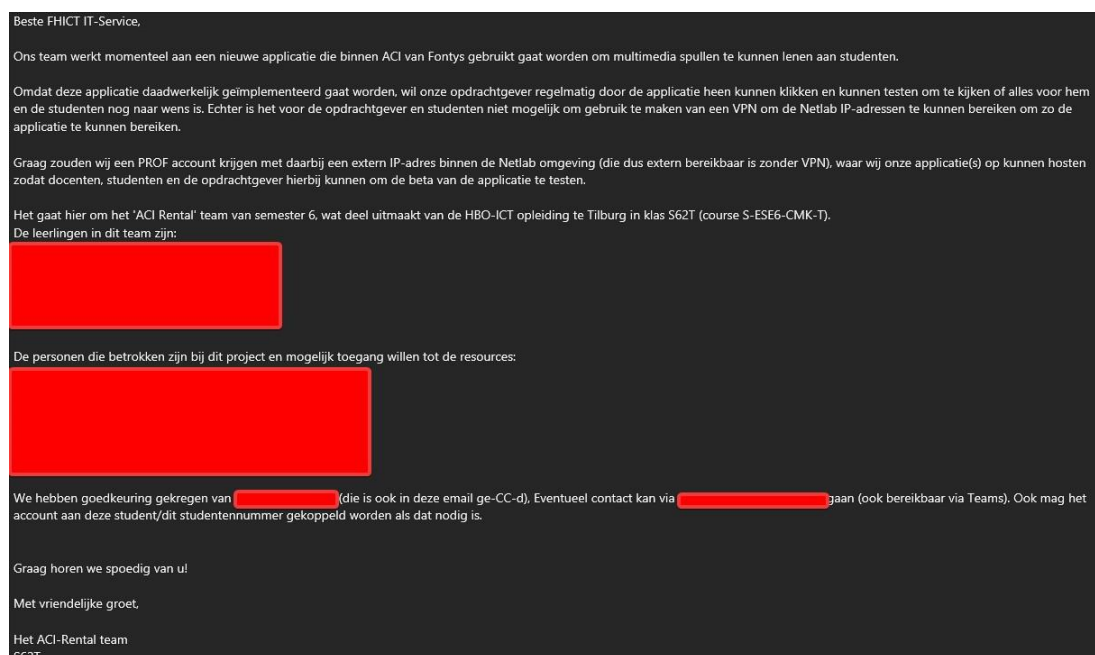 Beste FHICT IT-Service,
Ons team werkt momenteel aan een nieuwe applicatie die binnen ACI van Fontys gebruikt gaat worden om multimedia spullen te kunnen lenen aan studenten.
Omdat deze applicatie daadwerkelijk geïmplementeerd gaat worden, wil onze opdrachtgever regelmatig door de applicatie heen kunnen klikken en kunnen testen om te kijken of alles voor hem
en de studenten nog naar wens is. Echter is het voor de opdrachtgever en studenten niet mogelijk om gebruik te maken van een VPN om de Netlab IP-adressen te kunnen bereiken om zo de
applicatie te kunnen bereiken.
Graag zouden wij een PROF account krijgen met daarbij een extern IP-adres binnen de Netlab omgeving (die dus extern bereikbaar is zonder VPN), waar wij onze applicatie(s) op kunnen hosten
zodat docenten, studenten en de opdrachtgever hierbij kunnen om de beta van de applicatie te testen.
Het gaat hier om het 'ACI Rental' team van semester 6, wat deel uitmaakt van de HBO-ICT opleiding te Tilburg in klas S62T (course S-ESE6-CMK-T).
De leerlingen in dit team zijn:
De personen die betrokken zijn bij dit project en mogelijk toegang willen tot de resources:
We hebben goedkeuring gekregen van (die is ook in deze email ge-CC-d), Eventueel contact kan via gaan (ook bereikbaar via Teams). Ook mag het
account aan deze student/dit studentennummer gekoppeld worden als dat nodig is.
Graag horen we spoedig van u!
Met vriendelijke groet,
Het ACI-Rental team
S62T